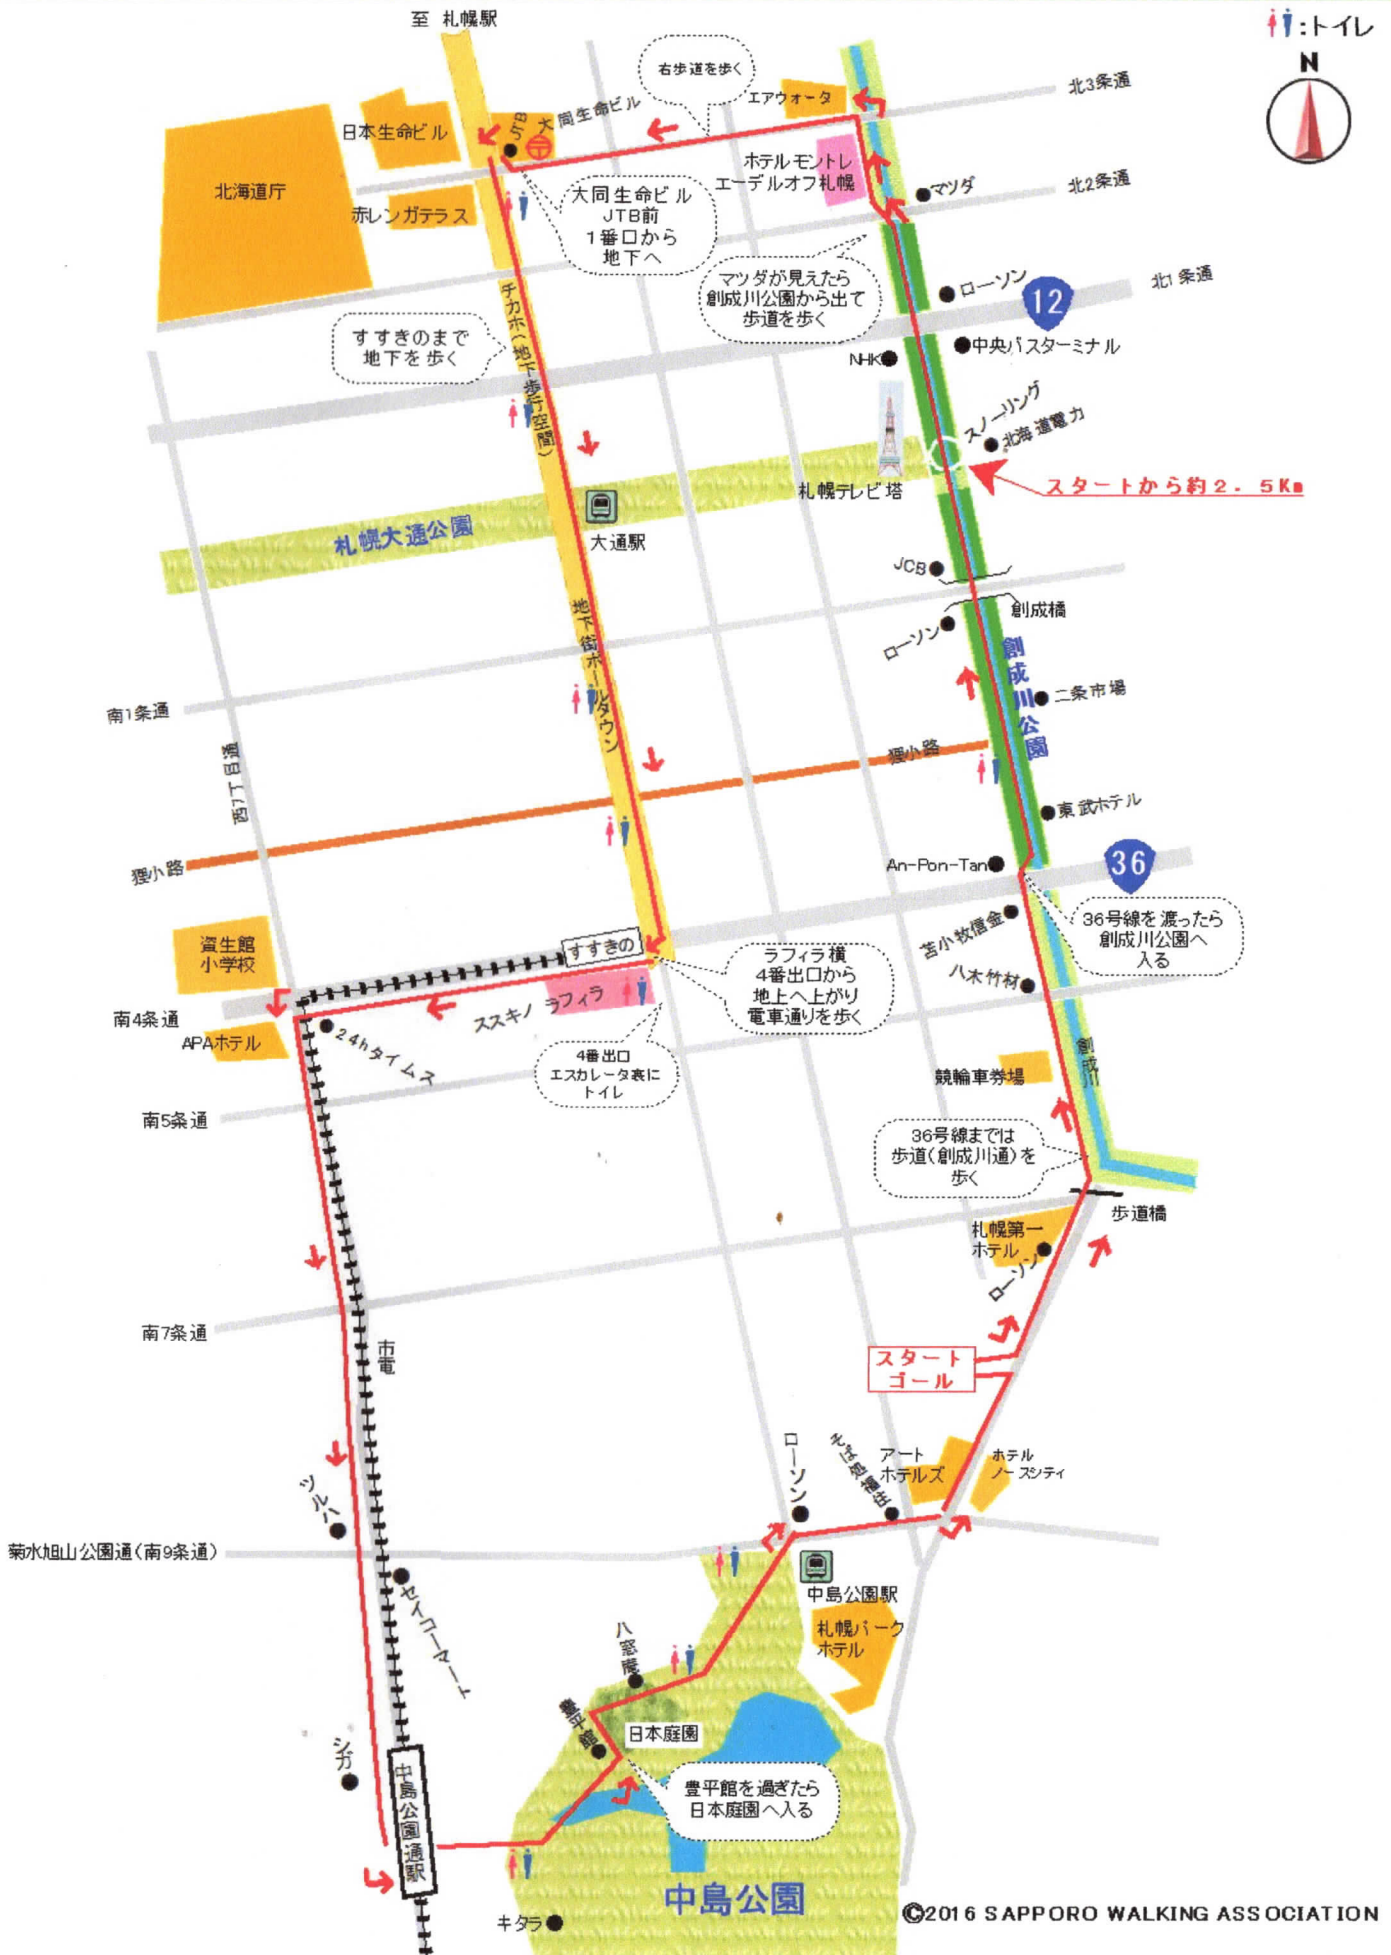 至 札幌駅
:トイレ
N
右歩道を歩く
エアウォータ
北3条通
日本生命ビル
JTB
大同生命ビル
北海道庁
赤レンガテラス
ホテルモントレ
エーデルオフ札幌
マツダ
北2条通
大同生命ビル
JTB前
1番口から
地下へ
マツダが見えたら
創成川公園から出て
歩道を歩く
ローソン
12
北1条通
すすきのまで
地下を歩く
チカホ(地下歩行空間)
NHK
中央バスターミナル
スノーリング
北海道電力
札幌テレビ塔
スタートから約2.5Km
札幌大通公園
大通駅
JCB
創成橋
ローソン
創成川公園
二条市場
地下街ポールタウン
南1条通
西7丁目通
狸小路
東武ホテル
狸小路
An-Pon-Tan
36
36号線を渡ったら
創成川公園へ
入る
苫小牧信金
八木竹材
資生館
小学校
すすきの
ラフィラ横
4番出口から
地上へ上がり
電車通りを歩く
南4条通
ススキノ ラフィラ
APAホテル
24hタイムス
4番出口
エスカレータ裏に
トイレ
競輪車券場
創成川
南5条通
36号線までは
歩道(創成川通)を
歩く
歩道橋
札幌第一
ホテル
ローソン
南7条通
市電
スタート
ゴール
ローソン
アート
ホテルズ
ホテル
ノースシティ
ツルハ
菊水旭山公園通(南9条通)
セイコーマート
中島公園駅
札幌パーク
ホテル
八窓庵
豊平館
日本庭園
シガ
中島公園通駅
豊平館を過ぎたら
日本庭園へ入る
中島公園
キタラ
©2016 SAPPORO WALKING ASSOCIATION